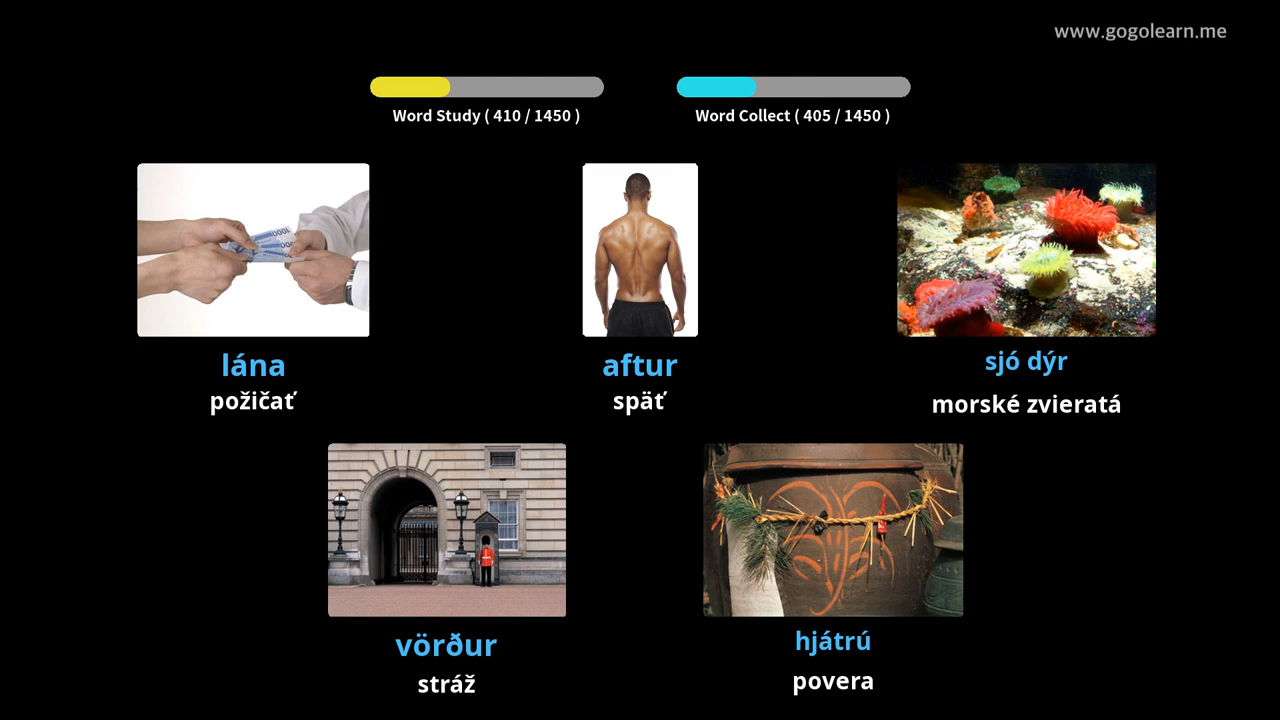 www.gogolearn.me
Word Study ( 410 / 1450 )
Word Collect ( 405 / 1450 )
lána
požičať
aftur
späť
sjó dýr
morské zvieratá
vörður
stráž
hjátrú
povera